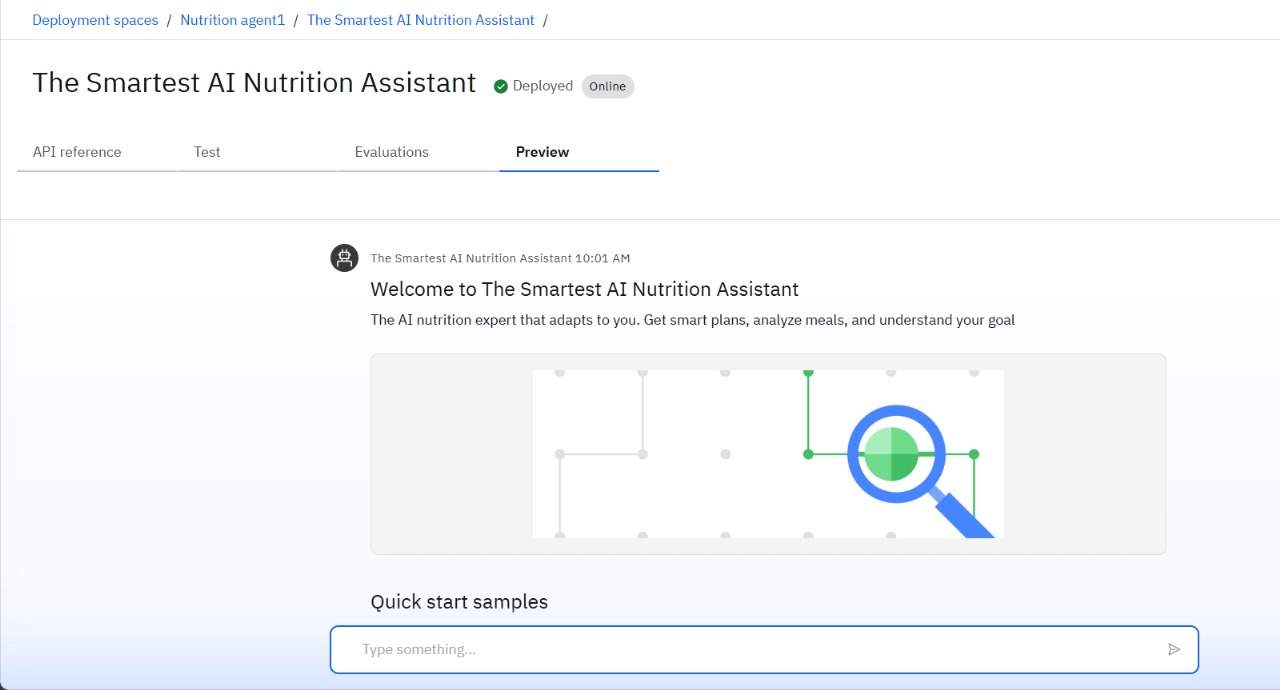 Deployment spaces / Nutrition agent1 / The Smartest AI Nutrition Assistant /
The Smartest AI Nutrition Assistant Deployed Online
API reference Test Evaluations Preview
The Smartest AI Nutrition Assistant 10:01 AM
Welcome to The Smartest AI Nutrition Assistant
The AI nutrition expert that adapts to you. Get smart plans, analyze meals, and understand your goal
Quick start samples
Type something...